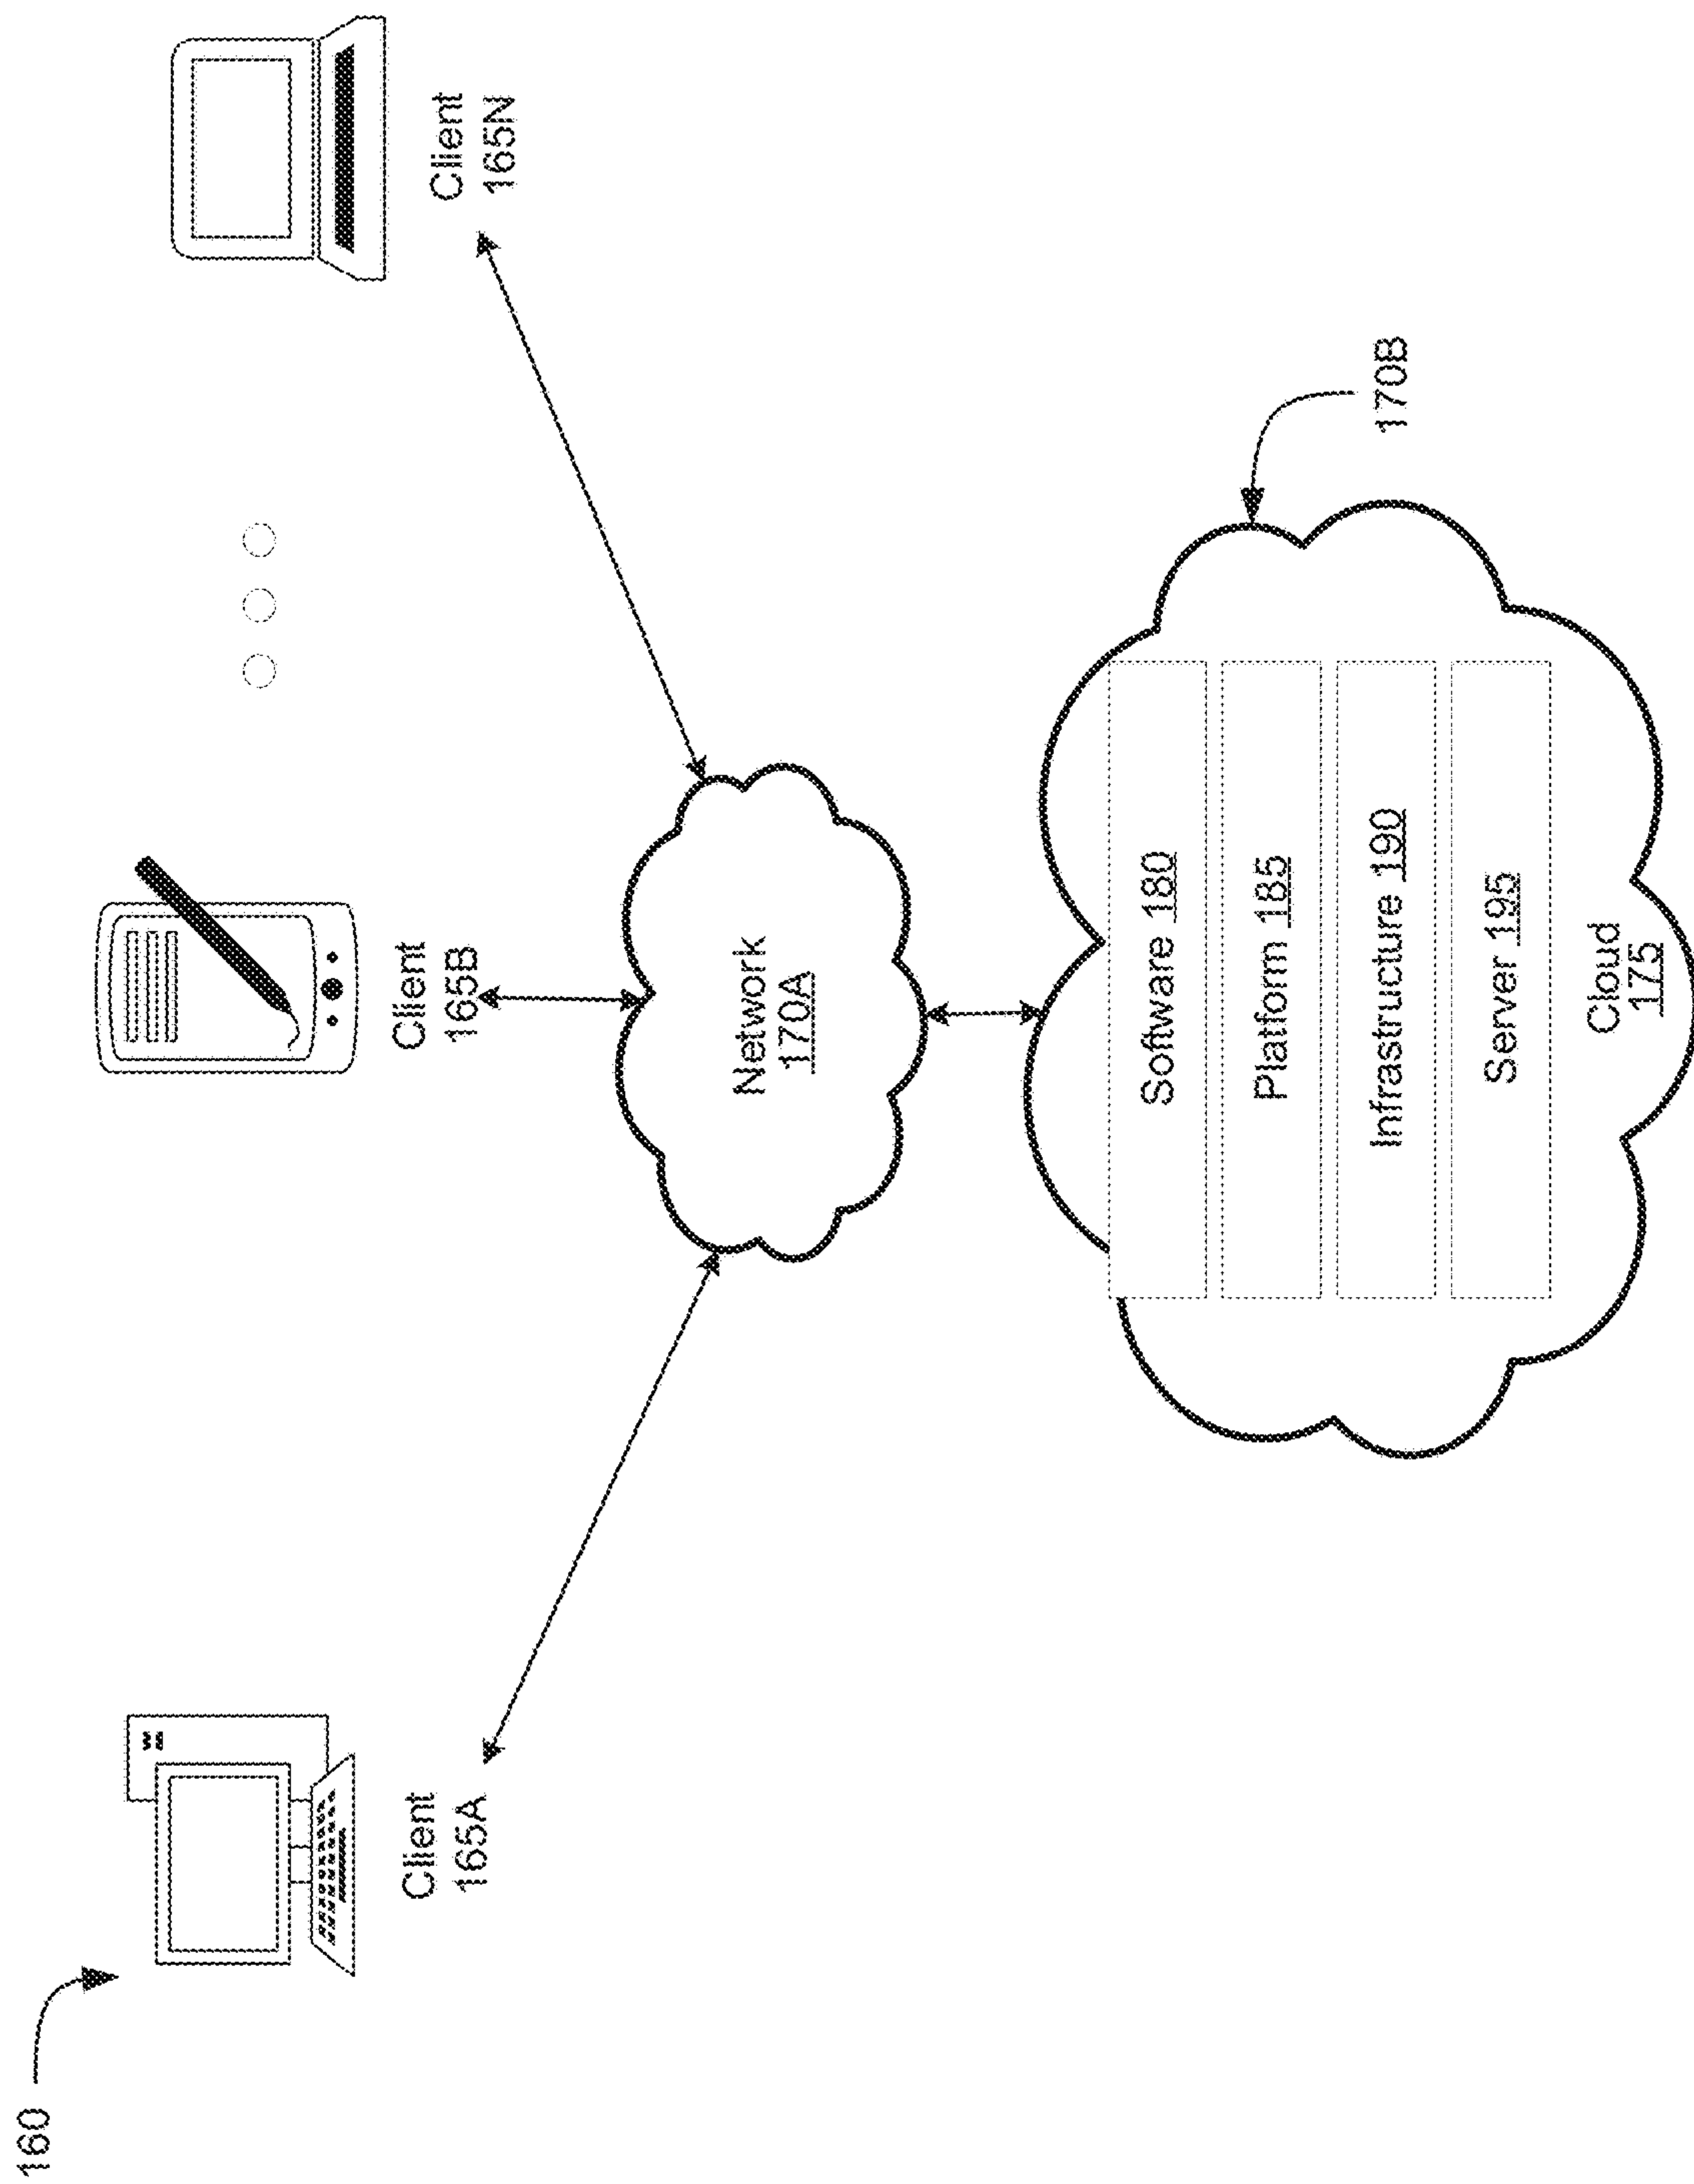 160
Client
165A
Client
165B
Client
165N
Network
170A
170B
Software 180
Platform 185
Infrastructure 190
Server 195
Cloud
175